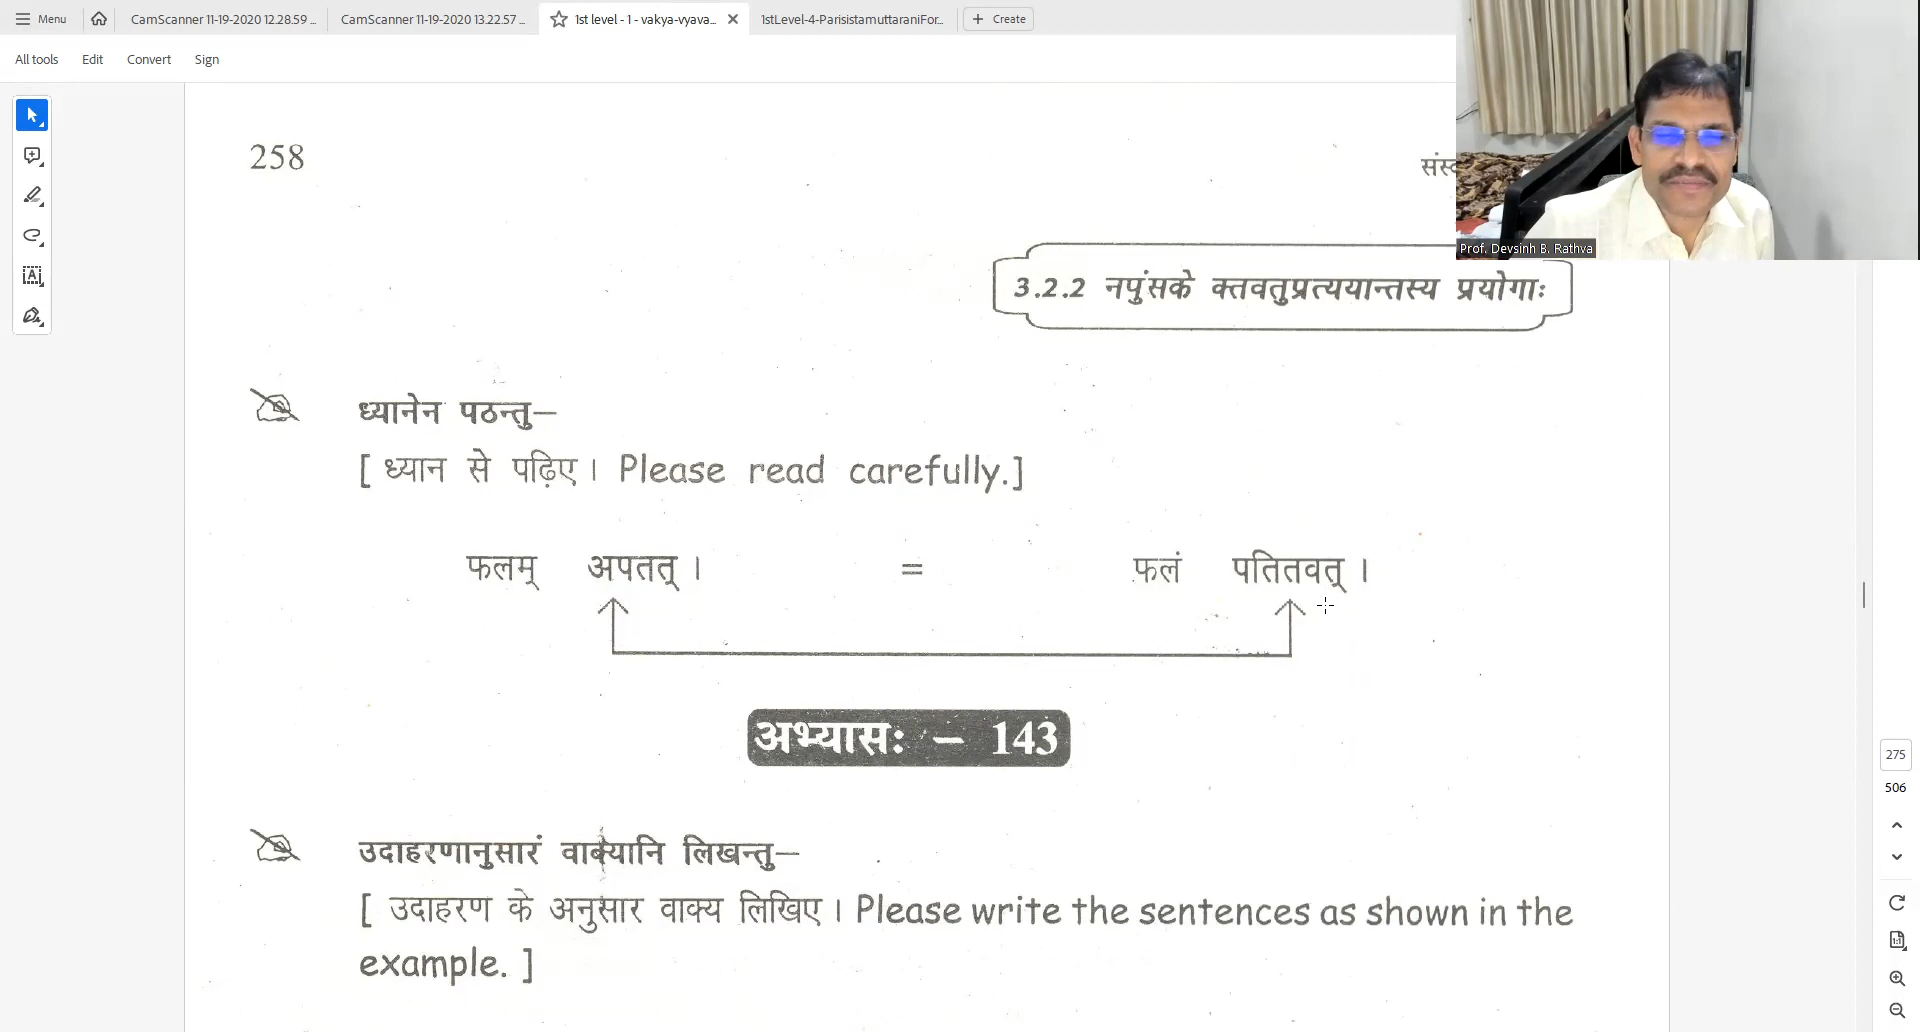 Menu
CamScanner 11-19-2020 12.28.59 ...
CamScanner 11-19-2020 13.22.57 ...
1st level - 1 - vakya-vyava...
1stLevel-4-ParisistamuttaraniFor...
Create
All tools Edit Convert Sign
258
Prof. Devsinh B. Rathva
3.2.2 नपुंसके क्तवतुप्रत्ययान्तस्य प्रयोगाः
ध्यानेन पठन्तु—
[ ध्यान से पढ़िए। Please read carefully.]
फलम् अपतत्। = फलं पतितवत्।
अभ्यासः – 143
उदाहरणानुसारं वाक्यानि लिखन्तु—
[ उदाहरण के अनुसार वाक्य लिखिए। Please write the sentences as shown in the
example. ]
275
506